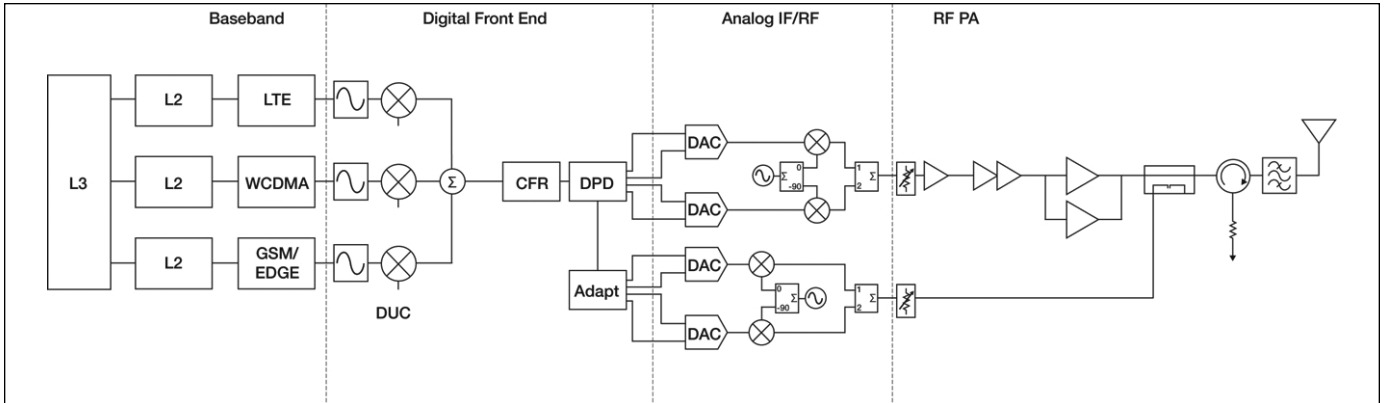 Baseband
Digital Front End
Analog IF/RF
RF PA
L3
L2
LTE
L2
WCDMA
L2
GSM/
EDGE
DUC
Σ
CFR
DPD
Adapt
DAC
DAC
Σ
0
-90
1
2
Σ
DAC
DAC
0
-90
Σ
1
2
Σ